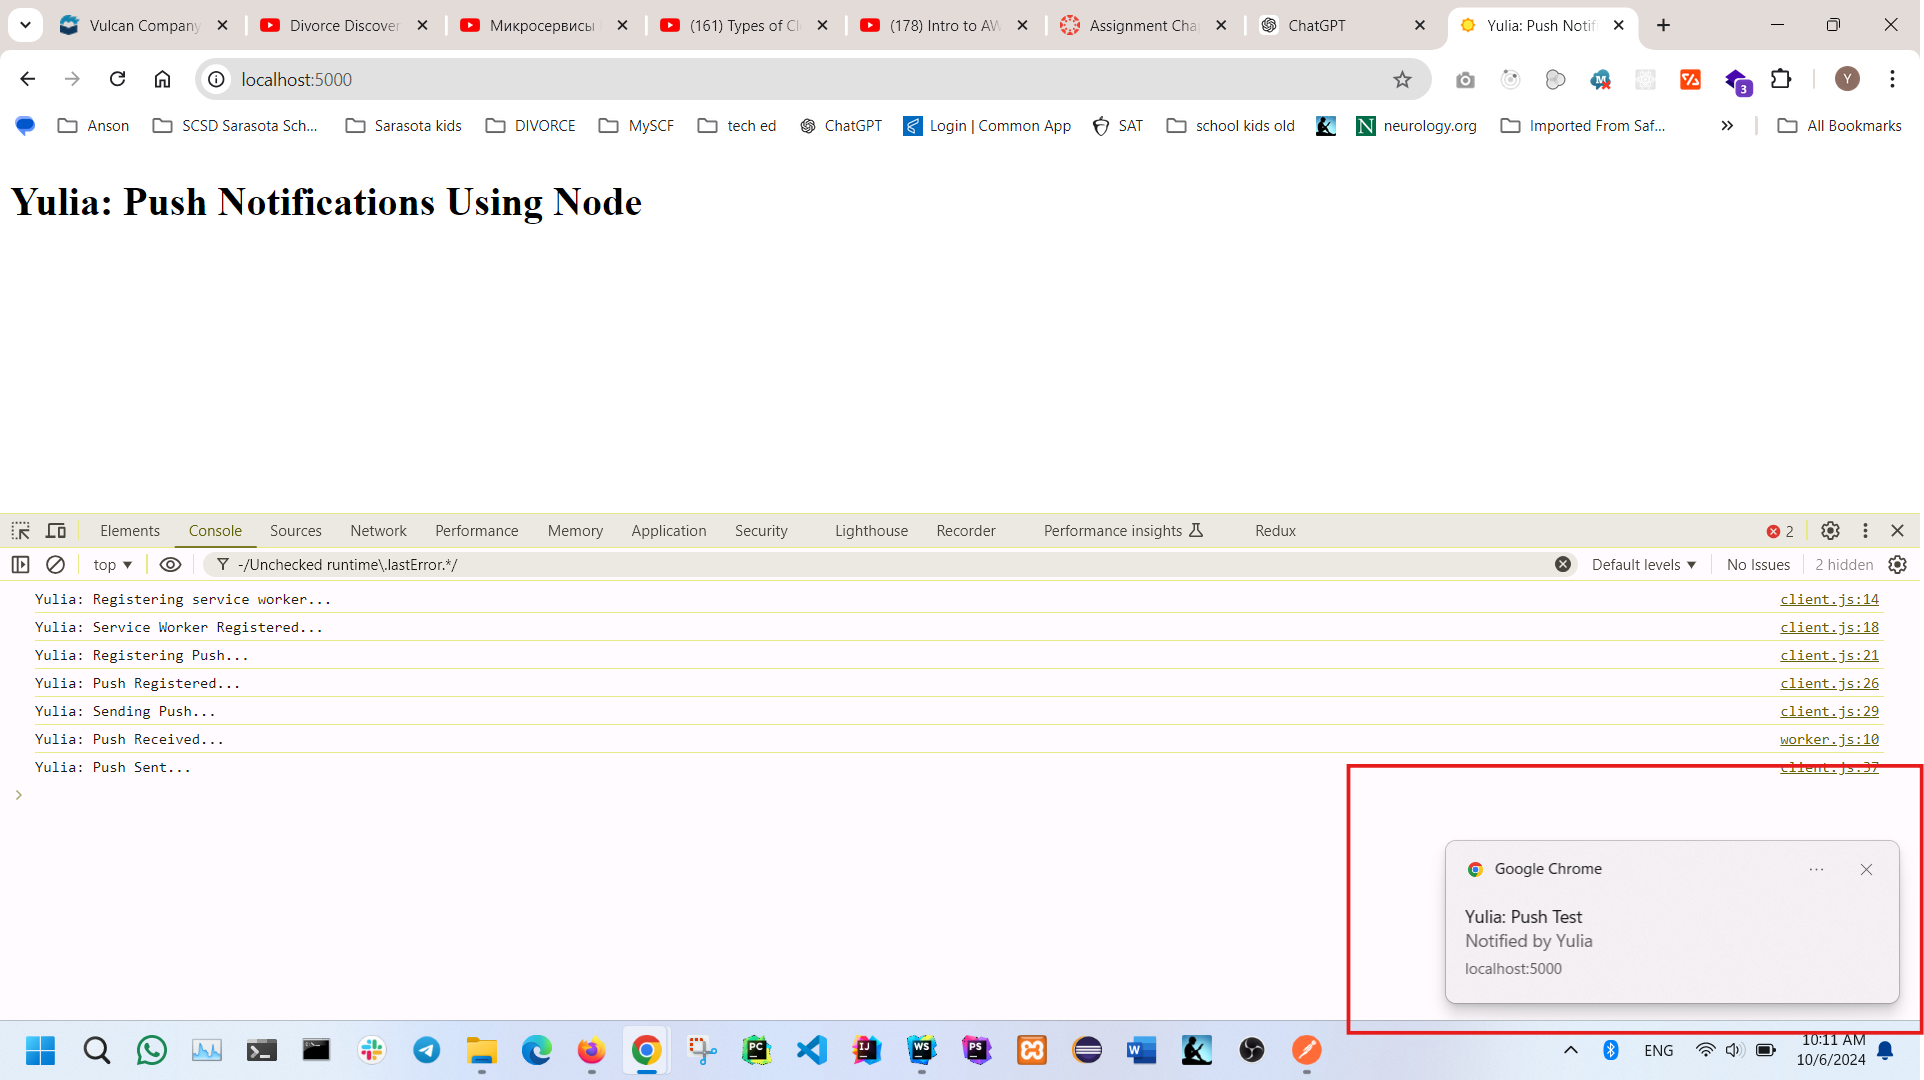 Vulcan Company
Divorce Discover
Микросервисы
(161) Types of Cl
(178) Intro to AW
Assignment Cha
ChatGPT
Yulia: Push Notif
localhost:5000
3
Y
Anson
SCSD Sarasota Sch...
Sarasota kids
DIVORCE
MySCF
tech ed
ChatGPT
Login | Common App
SAT
school kids old
neurology.org
Imported From Saf...
All Bookmarks
Yulia: Push Notifications Using Node
Elements
Console
Sources
Network
Performance
Memory
Application
Security
Lighthouse
Recorder
Performance insights
Redux
2
top
-/Unchecked runtime\.lastError.*/
Default levels
No Issues
2 hidden
Yulia: Registering service worker... client.js:14
Yulia: Service Worker Registered... client.js:18
Yulia: Registering Push... client.js:21
Yulia: Push Registered... client.js:26
Yulia: Sending Push... client.js:29
Yulia: Push Received... worker.js:10
Yulia: Push Sent... client.js:37
Google Chrome
Yulia: Push Test
Notified by Yulia
localhost:5000
ENG
10:11 AM
10/6/2024